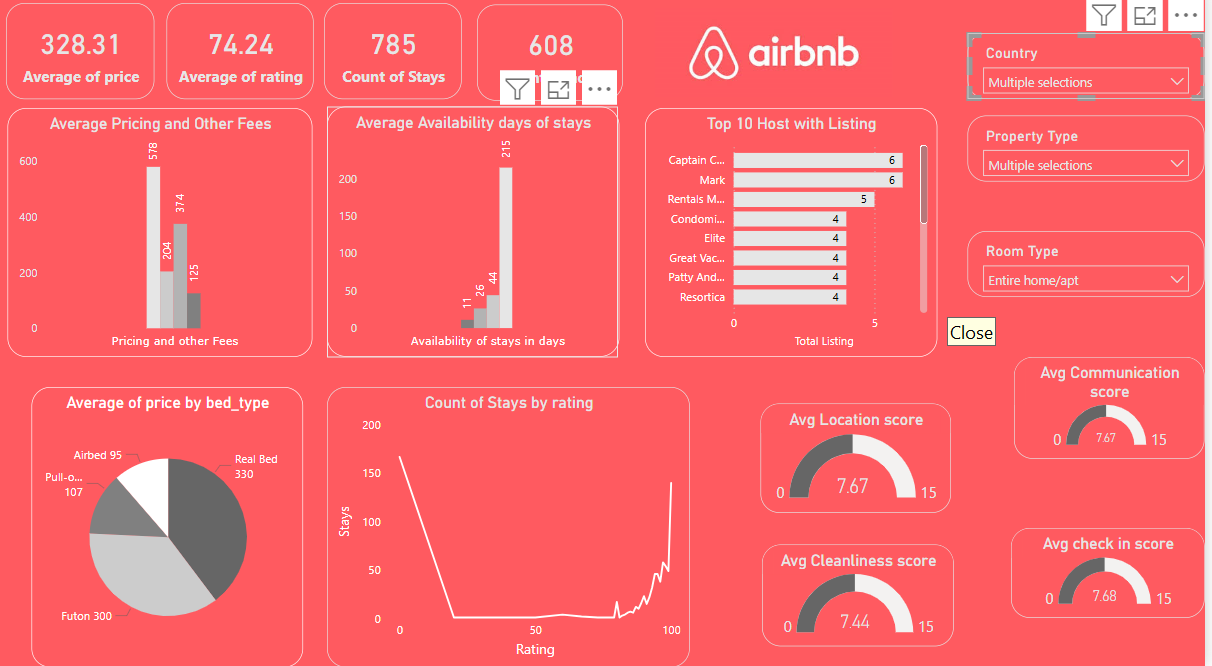 328.31
Average of price
74.24
Average of rating
785
Count of Stays
608
airbnb
Country
Multiple selections
Property Type
Multiple selections
Room Type
Entire home/apt
Close
Average Pricing and Other Fees
600
400
200
0
578
204
374
125
Pricing and other Fees
Average Availability days of stays
200
150
100
50
0
11
26
44
215
Availability of stays in days
Top 10 Host with Listing
Captain C... 6
Mark 6
Rentals M... 5
Condomi... 4
Elite 4
Great Vac... 4
Patty And... 4
Resortica 4
0 5
Total Listing
Average of price by bed_type
Airbed 95
Real Bed
330
Pull-o...
107
Futon 300
Count of Stays by rating
200
150
100
50
0
Stays
0 50 100
Rating
Avg Location score
0 7.67 15
Avg Communication
score
0 7.67 15
Avg Cleanliness score
0 7.44 15
Avg check in score
0 7.68 15